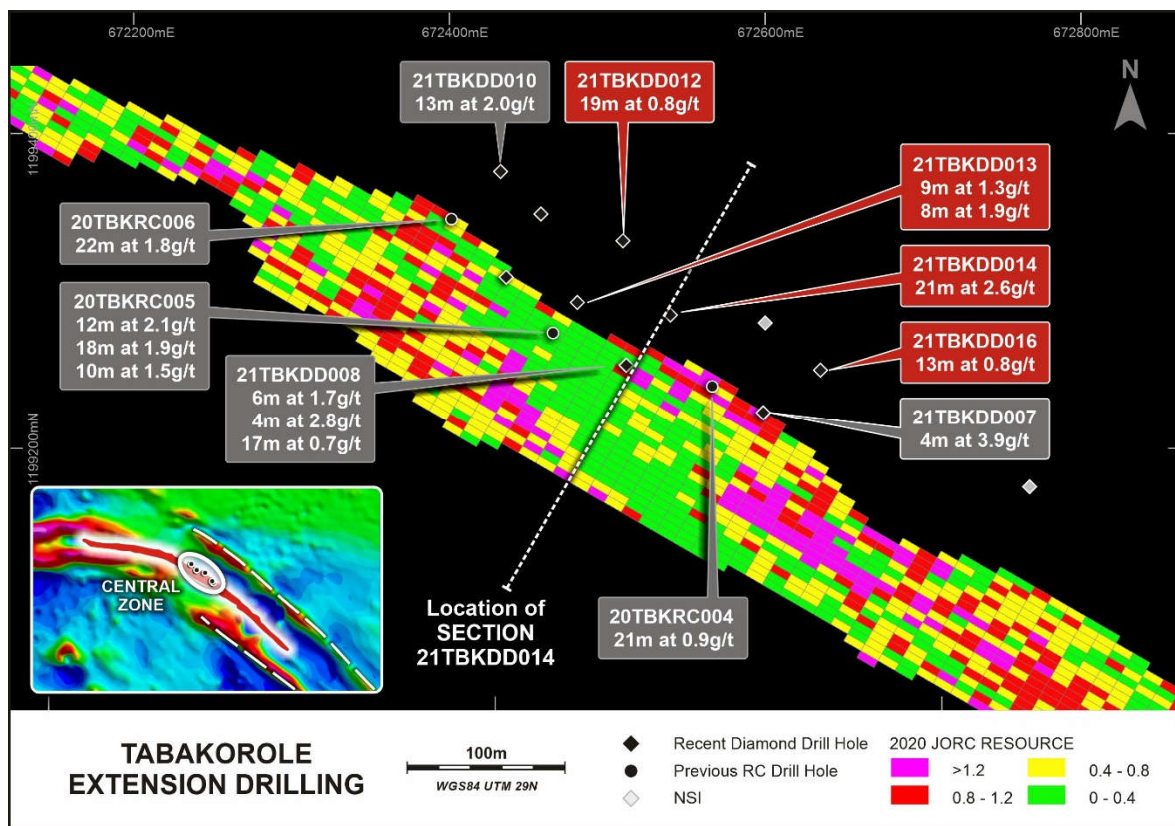 672200mE
672400mE
672600mE
672800mE
1199400mN
1199200mN
N
21TBKDD010
13m at 2.0g/t
21TBKDD012
19m at 0.8g/t
21TBKDD013
9m at 1.3g/t
8m at 1.9g/t
20TBKRC006
22m at 1.8g/t
21TBKDD014
21m at 2.6g/t
20TBKRC005
12m at 2.1g/t
18m at 1.9g/t
10m at 1.5g/t
21TBKDD008
6m at 1.7g/t
4m at 2.8g/t
17m at 0.7g/t
21TBKDD016
13m at 0.8g/t
21TBKDD007
4m at 3.9g/t
CENTRAL
ZONE
Location of
SECTION
21TBKDD014
20TBKRC004
21m at 0.9g/t
TABAKOROLE
EXTENSION DRILLING
100m
WGS84 UTM 29N
Recent Diamond Drill Hole
Previous RC Drill Hole
NSI
2020 JORC RESOURCE
>1.2
0.4 - 0.8
0.8 - 1.2
0 - 0.4